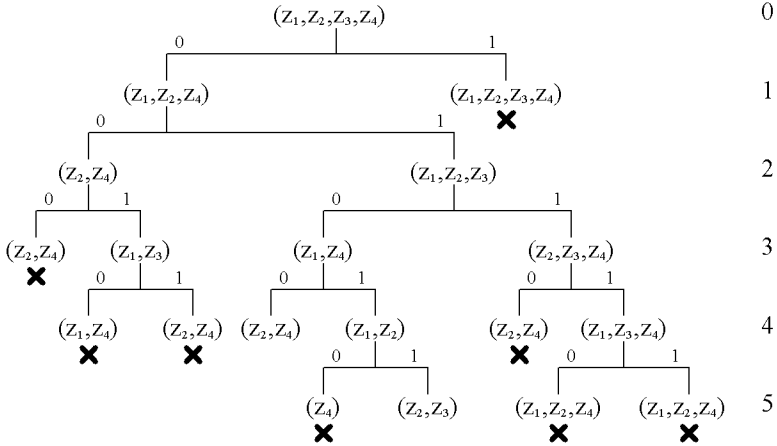 (z₁,z₂,z₃,z₄) 0
0 1
(z₁,z₂,z₄) (z₁,z₂,z₃,z₄) 1
0 1
(z₂,z₄) (z₁,z₂,z₃) 2
0 1 0 1
(z₂,z₄) (z₁,z₃) (z₁,z₄) (z₂,z₃,z₄) 3
0 1 0 1 0 1
(z₁,z₄) (z₂,z₄) (z₂,z₄) (z₁,z₂) (z₂,z₄) (z₁,z₃,z₄) 4
0 1 0 1
(z₄) (z₂,z₃) (z₁,z₂,z₄) (z₁,z₂,z₄) 5